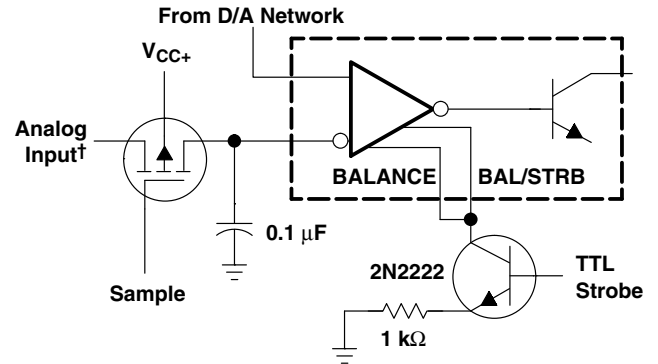 From D/A Network
VCC+
Analog
Input†
BALANCE
BAL/STRB
0.1 μF
2N2222
TTL
Strobe
Sample
1 kΩ